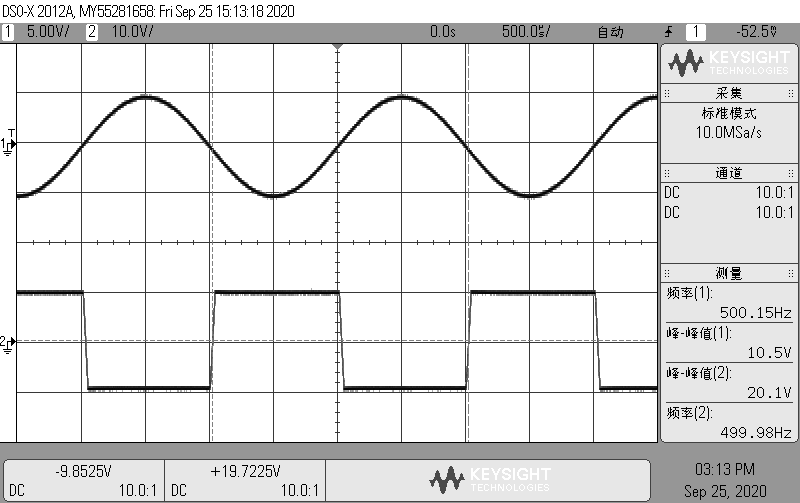 DSO-X 2012A, MY55281658: Fri Sep 25 15:13:18 2020
1 5.00V/ 2 10.0V/ 0.0s 500.0㎲/ 自动 1 -52.5㎷
KEYSIGHT
TECHNOLOGIES
采集
标准模式
10.0MSa/s
通道
DC 10.0:1
DC 10.0:1
测量
频率(1):
500.15Hz
峰-峰值(1):
10.5V
峰-峰值(2):
20.1V
频率(2):
499.98Hz
T
1
2
-9.8525V
DC 10.0:1
+19.7225V
DC 10.0:1
KEYSIGHT
TECHNOLOGIES
03:13 PM
Sep 25, 2020